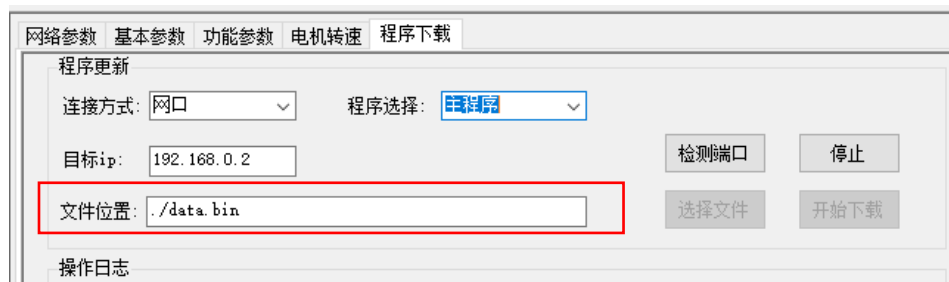 网络参数 基本参数 功能参数 电机转速 程序下载
程序更新
连接方式: 网口 程序选择: 主程序
目标ip: 192.168.0.2 检测端口 停止
文件位置: ./data.bin 选择文件 开始下载
操作日志